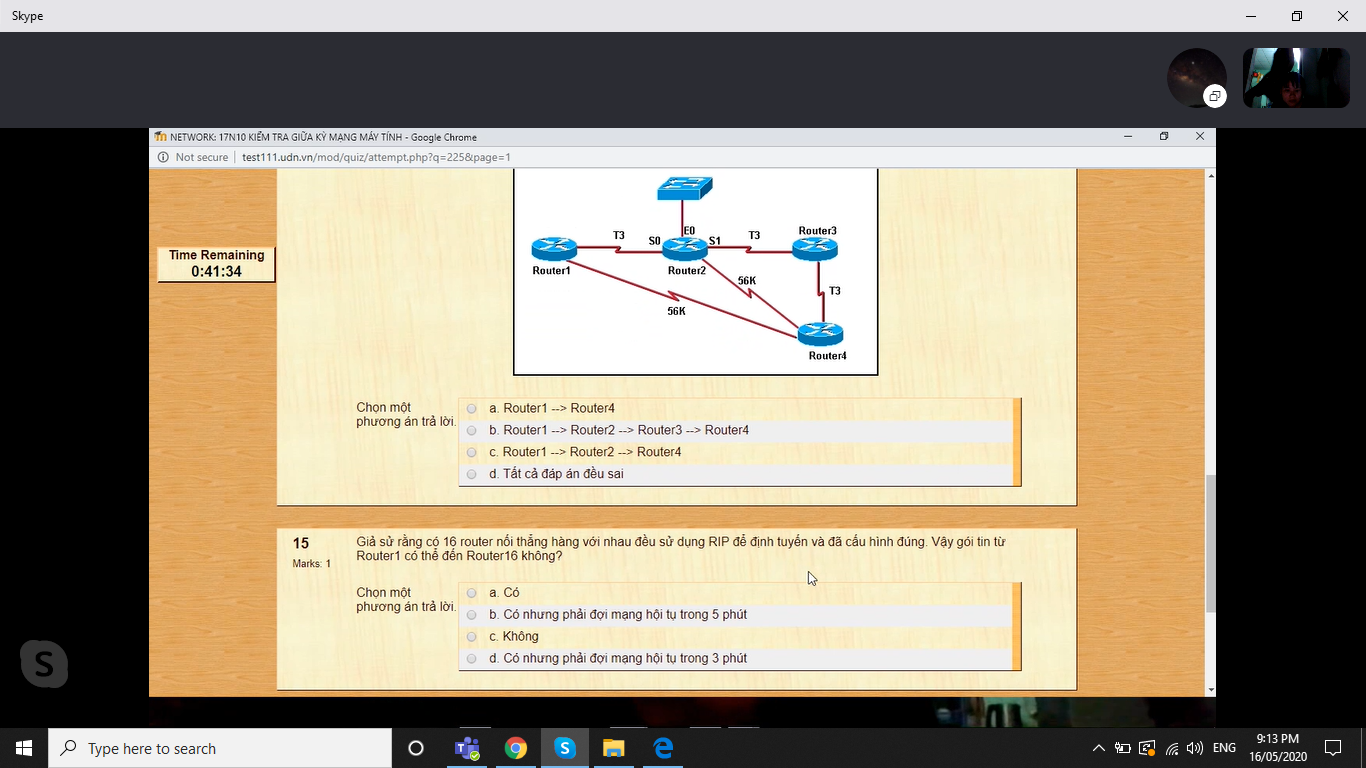 Skype
NETWORK: 17N10 KIỂM TRA GIỮA KỲ MẠNG MÁY TÍNH - Google Chrome
Not secure
test111.udn.vn/mod/quiz/attempt.php?q=225&page=1
Time Remaining
0:41:34
E0
T3
S0
S1
T3
Router3
Router1
Router2
56K
T3
56K
Router4
Chọn một
phương án trả lời.
a. Router1 --> Router4
b. Router1 --> Router2 --> Router3 --> Router4
c. Router1 --> Router2 --> Router4
d. Tất cả đáp án đều sai
15
Marks: 1
Giả sử rằng có 16 router nối thẳng hàng với nhau đều sử dụng RIP để định tuyến và đã cấu hình đúng. Vậy gói tin từ
Router1 có thể đến Router16 không?
Chọn một
phương án trả lời.
a. Có
b. Có nhưng phải đợi mạng hội tụ trong 5 phút
c. Không
d. Có nhưng phải đợi mạng hội tụ trong 3 phút
S
Type here to search
ENG
9:13 PM
16/05/2020